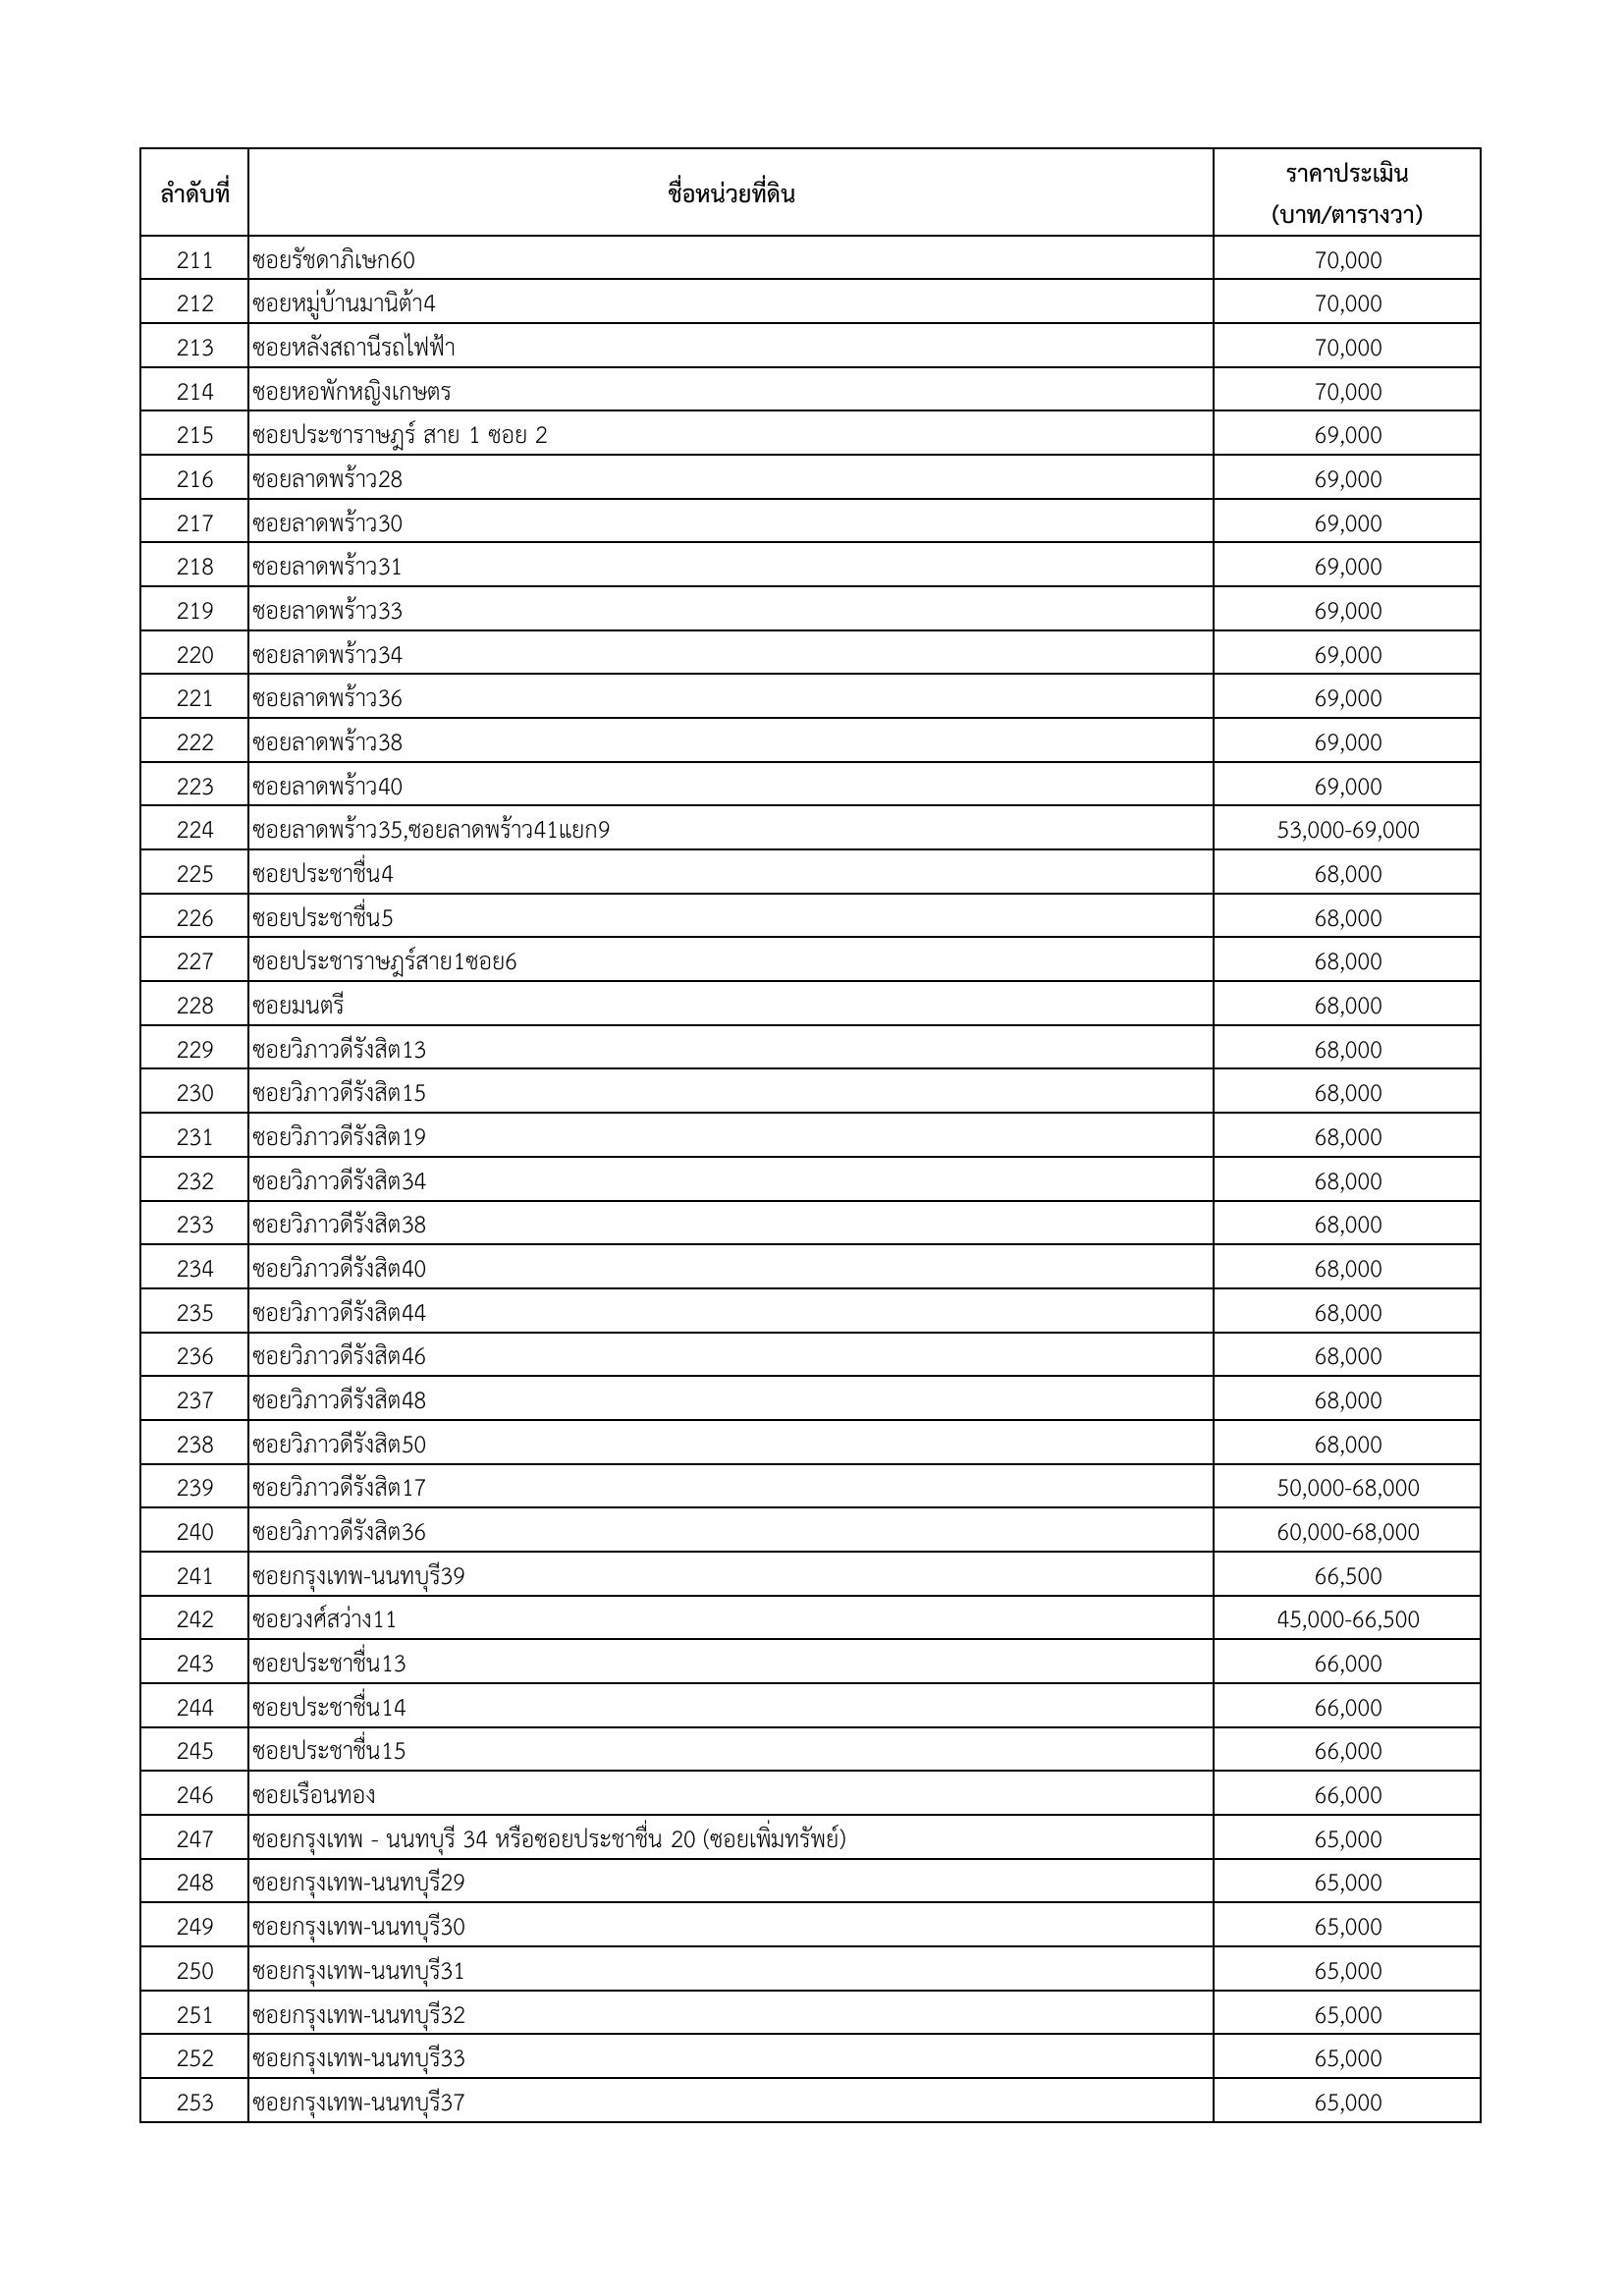 ลำดับที่ ชื่อหน่วยที่ดิน ราคาประเมิน
(บาท/ตารางวา)
211 ซอยรัชดาภิเษก60 70,000
212 ซอยหมู่บ้านมานิต้า4 70,000
213 ซอยหลังสถานีรถไฟฟ้า 70,000
214 ซอยหอพักหญิงเกษตร 70,000
215 ซอยประชาราษฎร์ สาย 1 ซอย 2 69,000
216 ซอยลาดพร้าว28 69,000
217 ซอยลาดพร้าว30 69,000
218 ซอยลาดพร้าว31 69,000
219 ซอยลาดพร้าว33 69,000
220 ซอยลาดพร้าว34 69,000
221 ซอยลาดพร้าว36 69,000
222 ซอยลาดพร้าว38 69,000
223 ซอยลาดพร้าว40 69,000
224 ซอยลาดพร้าว35,ซอยลาดพร้าว41แยก9 53,000-69,000
225 ซอยประชาชื่น4 68,000
226 ซอยประชาชื่น5 68,000
227 ซอยประชาราษฎร์สาย1ซอย6 68,000
228 ซอยมนตรี 68,000
229 ซอยวิภาวดีรังสิต13 68,000
230 ซอยวิภาวดีรังสิต15 68,000
231 ซอยวิภาวดีรังสิต19 68,000
232 ซอยวิภาวดีรังสิต34 68,000
233 ซอยวิภาวดีรังสิต38 68,000
234 ซอยวิภาวดีรังสิต40 68,000
235 ซอยวิภาวดีรังสิต44 68,000
236 ซอยวิภาวดีรังสิต46 68,000
237 ซอยวิภาวดีรังสิต48 68,000
238 ซอยวิภาวดีรังสิต50 68,000
239 ซอยวิภาวดีรังสิต17 50,000-68,000
240 ซอยวิภาวดีรังสิต36 60,000-68,000
241 ซอยกรุงเทพ-นนทบุรี39 66,500
242 ซอยวงศ์สว่าง11 45,000-66,500
243 ซอยประชาชื่น13 66,000
244 ซอยประชาชื่น14 66,000
245 ซอยประชาชื่น15 66,000
246 ซอยเรือนทอง 66,000
247 ซอยกรุงเทพ - นนทบุรี 34 หรือซอยประชาชื่น 20 (ซอยเพิ่มทรัพย์) 65,000
248 ซอยกรุงเทพ-นนทบุรี29 65,000
249 ซอยกรุงเทพ-นนทบุรี30 65,000
250 ซอยกรุงเทพ-นนทบุรี31 65,000
251 ซอยกรุงเทพ-นนทบุรี32 65,000
252 ซอยกรุงเทพ-นนทบุรี33 65,000
253 ซอยกรุงเทพ-นนทบุรี37 65,000